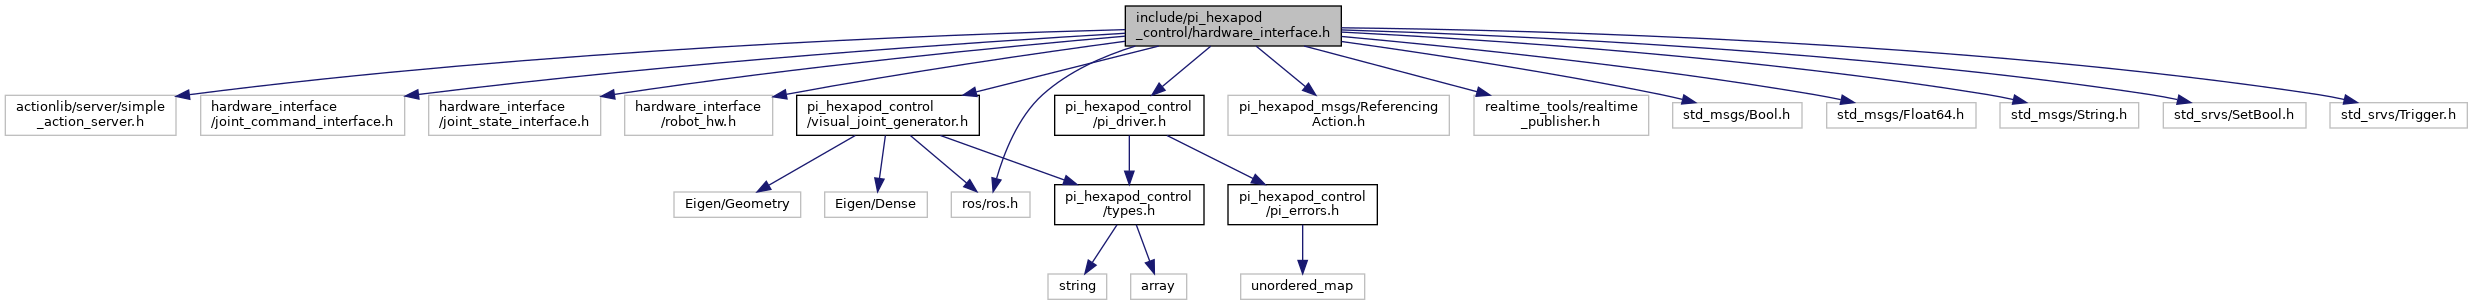 include/pi_hexapod
_control/hardware_interface.h
actionlib/server/simple
_action_server.h
hardware_interface
/joint_command_interface.h
hardware_interface
/joint_state_interface.h
hardware_interface
/robot_hw.h
pi_hexapod_control
/visual_joint_generator.h
pi_hexapod_control
/pi_driver.h
pi_hexapod_msgs/Referencing
Action.h
realtime_tools/realtime
_publisher.h
std_msgs/Bool.h
std_msgs/Float64.h
std_msgs/String.h
std_srvs/SetBool.h
std_srvs/Trigger.h
Eigen/Geometry
Eigen/Dense
ros/ros.h
pi_hexapod_control
/types.h
pi_hexapod_control
/pi_errors.h
string
array
unordered_map